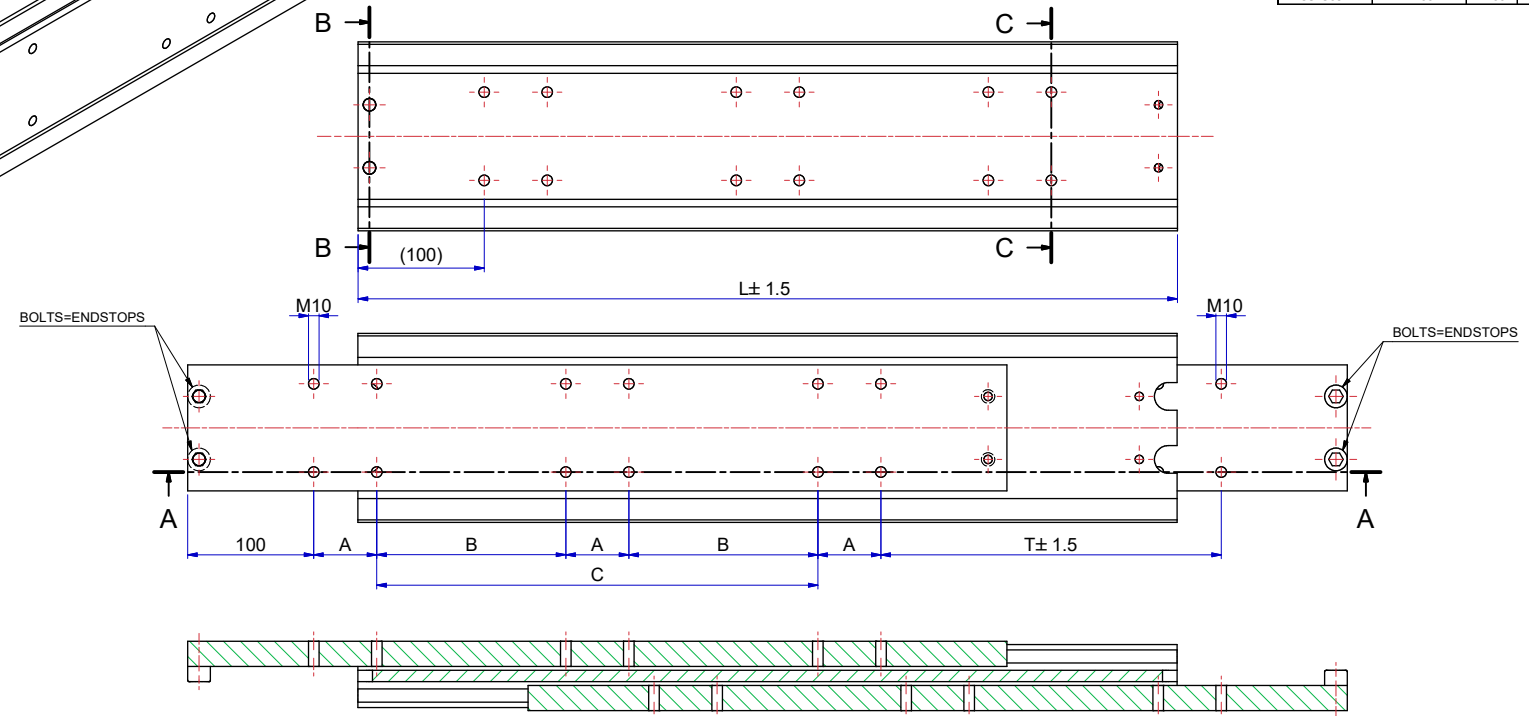 B C
B C
(100)
L± 1.5
M10 M10
BOLTS=ENDSTOPS
BOLTS=ENDSTOPS
A A
100 A B A B A T± 1.5
C